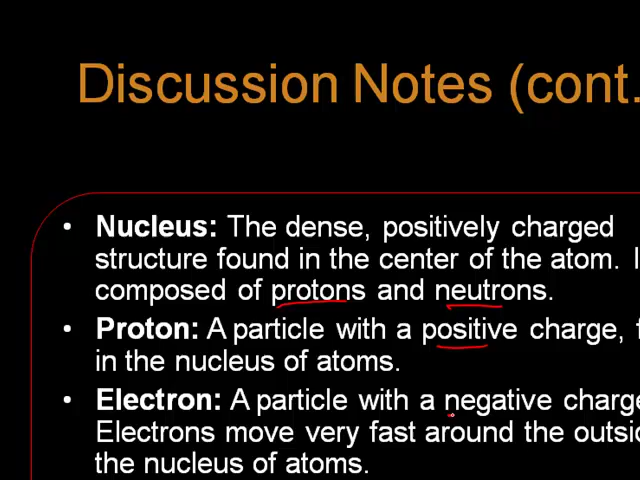 Discussion Notes (cont.
• Nucleus: The dense, positively charged
structure found in the center of the atom.
composed of protons and neutrons.
• Proton: A particle with a positive charge,
in the nucleus of atoms.
• Electron: A particle with a negative charge
Electrons move very fast around the outsid
the nucleus of atoms.